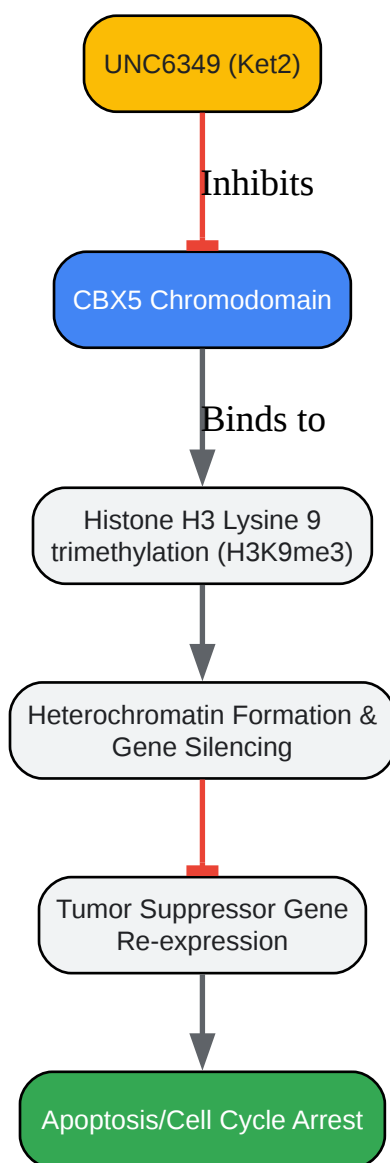 UNC6349 (Ket2)
Inhibits
CBX5 Chromodomain
Binds to
Histone H3 Lysine 9
trimethylation (H3K9me3)
Heterochromatin Formation &
Gene Silencing
Tumor Suppressor Gene
Re-expression
Apoptosis/Cell Cycle Arrest